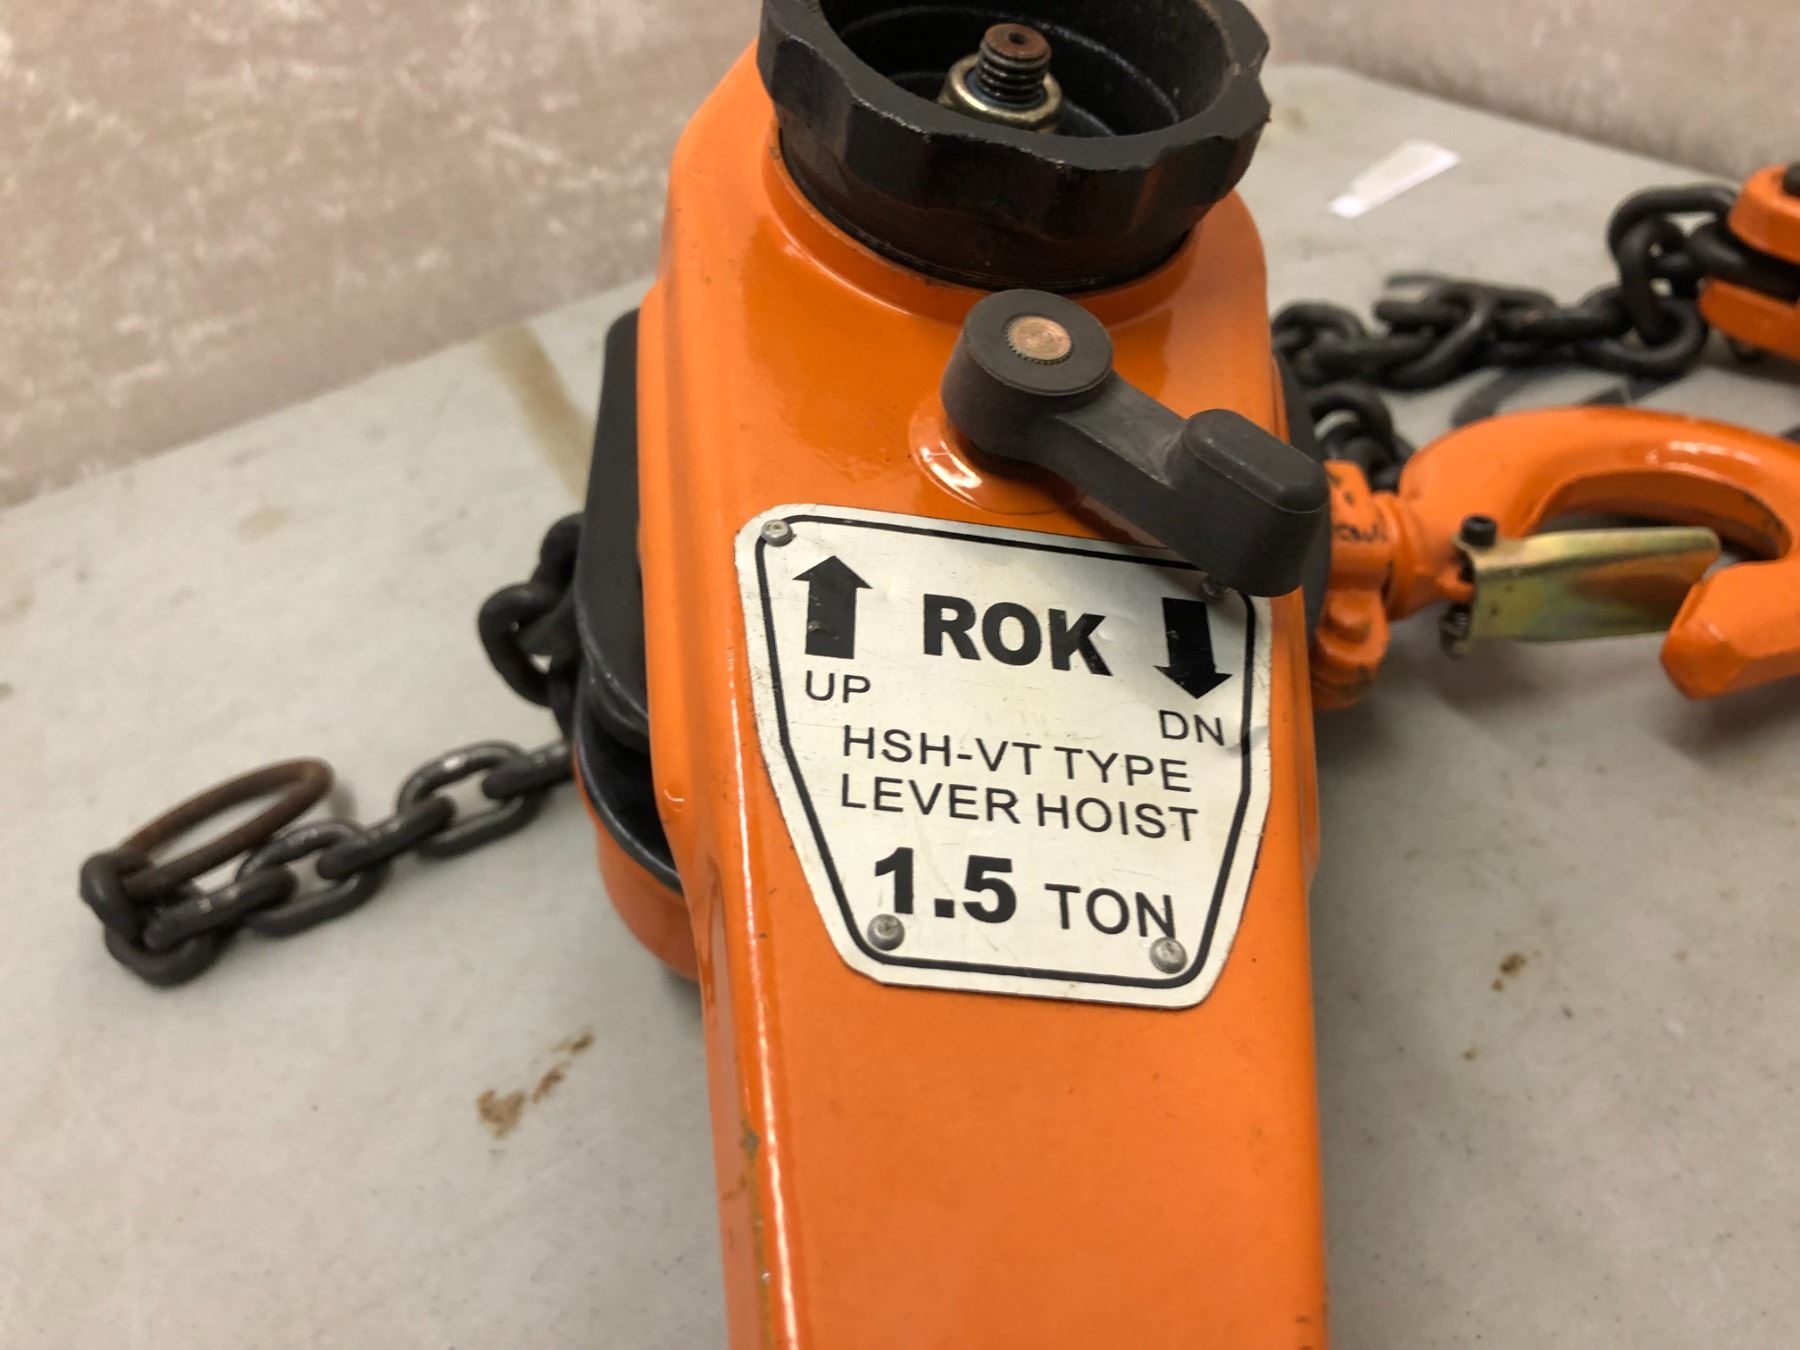 ROK
UP
DN
HSH-VT TYPE
LEVER HOIST
1.5 TON